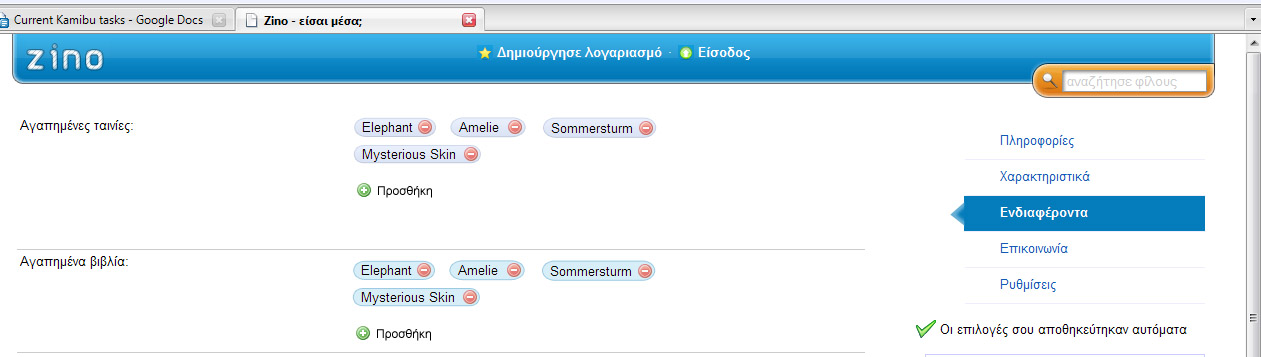 Current Kamibu tasks - Google Docs
Zino - είσαι μέσα;
zino
Δημιούργησε λογαριασμό · Είσοδος
αναζήτησε φίλους
Αγαπημένες ταινίες:
Elephant Amelie Sommersturm
Mysterious Skin
Προσθήκη
Αγαπημένα βιβλία:
Elephant Amelie Sommersturm
Mysterious Skin
Προσθήκη
Πληροφορίες
Χαρακτηριστικά
Ενδιαφέροντα
Επικοινωνία
Ρυθμίσεις
Οι επιλογές σου αποθηκεύτηκαν αυτόματα